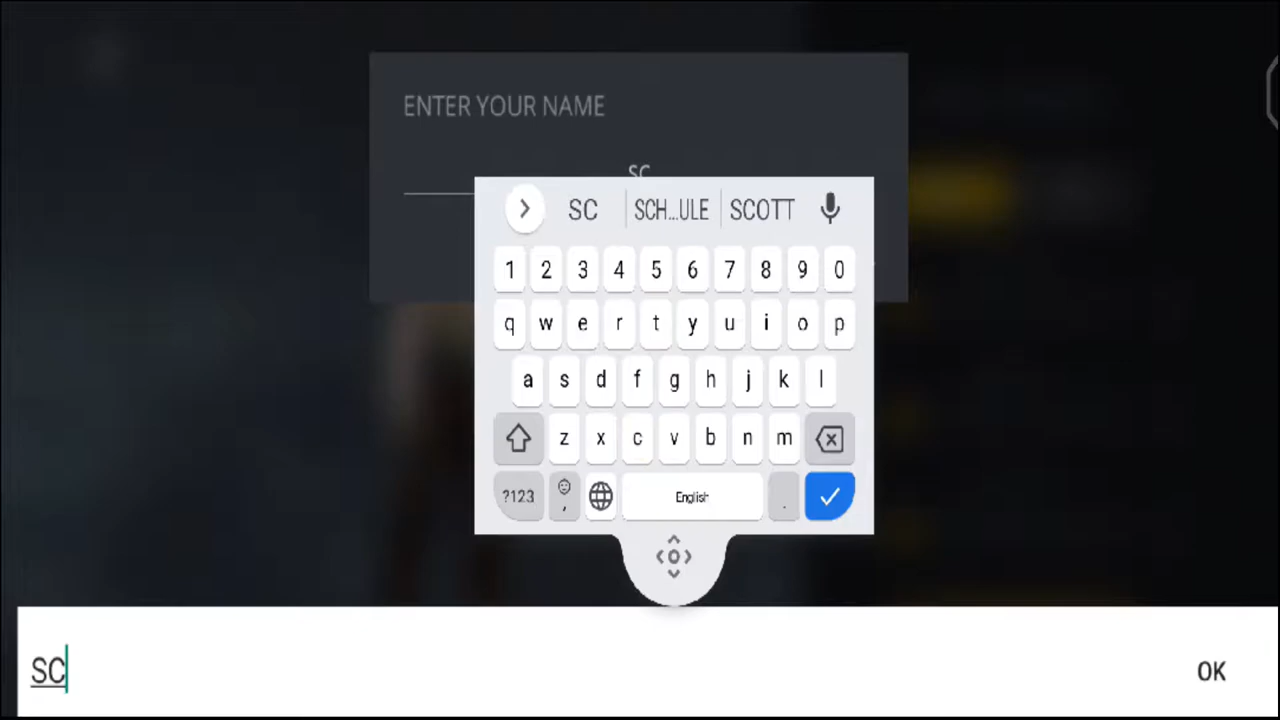 ENTER YOUR NAME
SC
SC SCH...ULE SCOTT
1 2 3 4 5 6 7 8 9 0
q w e r t y u i o p
a s d f g h j k l
z x c v b n m
?123 , English .
SC
OK